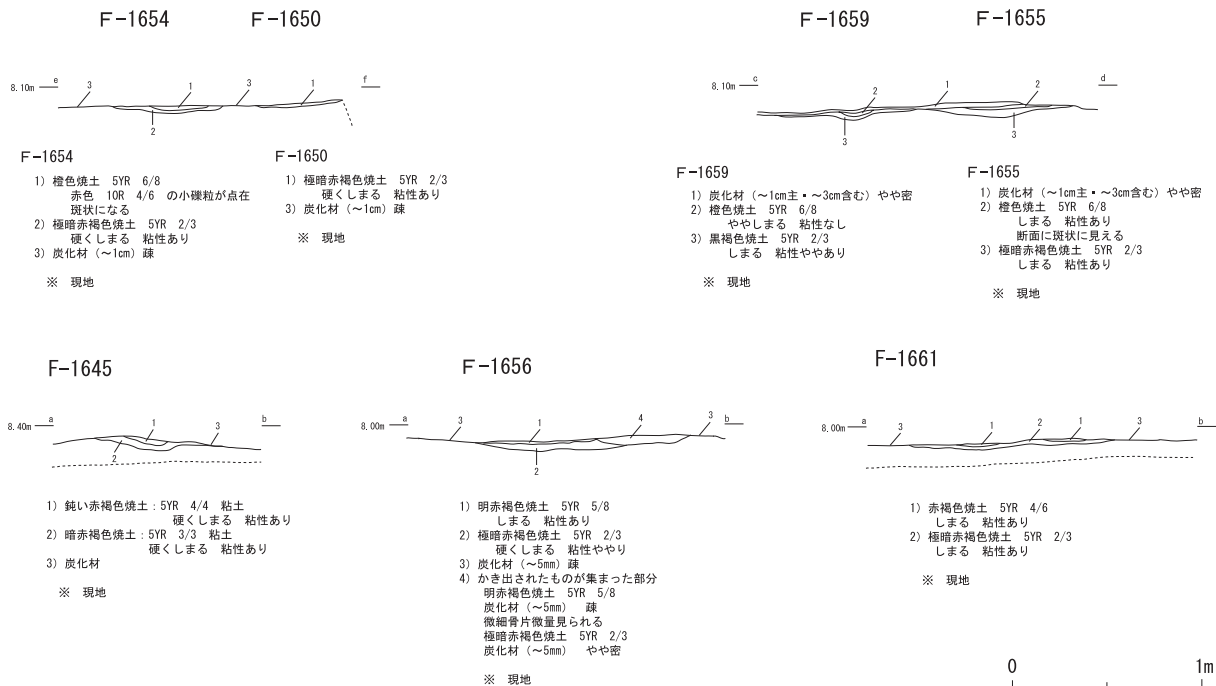 F-1654　F-1650
8.10m
e 3 1 3 1 f
2
F-1654
1) 橙色焼土　5YR　6/8
赤色　10R　4/6　の小礫粒が点在
斑状になる
2) 極暗赤褐色焼土　5YR　2/3
硬くしまる　粘性あり
3) 炭化材（～1cm）疎
※　現地
F-1650
1) 極暗赤褐色焼土　5YR　2/3
硬くしまる　粘性あり
3) 炭化材（～1cm）疎
※　現地
F-1659　F-1655
8.10m
c 2 1 2 d
3 3
F-1659
1) 炭化材（～1cm主・～3cm含む）やや密
2) 橙色焼土　5YR　6/8
ややしまる　粘性なし
3) 黒褐色焼土　5YR　2/3
しまる　粘性ややあり
※　現地
F-1655
1) 炭化材（～1cm主・～3cm含む）やや密
2) 橙色焼土　5YR　6/8
しまる　粘性あり
断面に斑状に見える
3) 極暗赤褐色焼土　5YR　2/3
しまる　粘性あり
※　現地
F-1645
8.40m
a 1 3 b
2
1) 鈍い赤褐色焼土：5YR　4/4　粘土
硬くしまる　粘性あり
2) 暗赤褐色焼土：5YR　3/3　粘土
硬くしまる　粘性あり
3) 炭化材
※　現地
F-1656
8.00m
a 3 1 4 3 b
2
1) 明赤褐色焼土　5YR　5/8
しまる　粘性あり
2) 極暗赤褐色焼土　5YR　2/3
硬くしまる　粘性ややり
3) 炭化材（～5mm）疎
4) かき出されたものが集まった部分
明赤褐色焼土　5YR　5/8
炭化材（～5mm）　疎
微細骨片微量見られる
極暗赤褐色焼土　5YR　2/3
炭化材（～5mm）　やや密
※　現地
F-1661
8.00m
a 3 1 2 1 3 b
1) 赤褐色焼土　5YR　4/6
しまる　粘性あり
2) 極暗赤褐色焼土　5YR　2/3
しまる　粘性あり
※　現地
0 1m